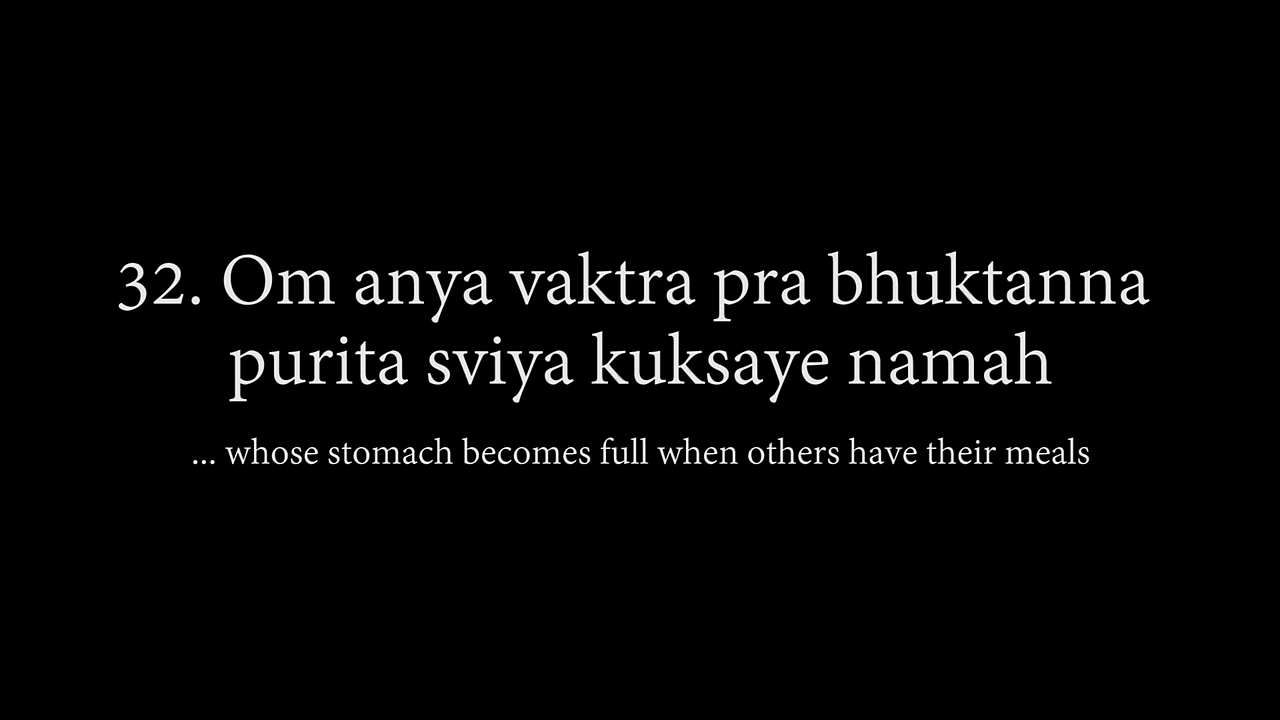 32. Om anya vaktra pra bhuktanna
purita sviya kuksaye namah
... whose stomach becomes full when others have their meals